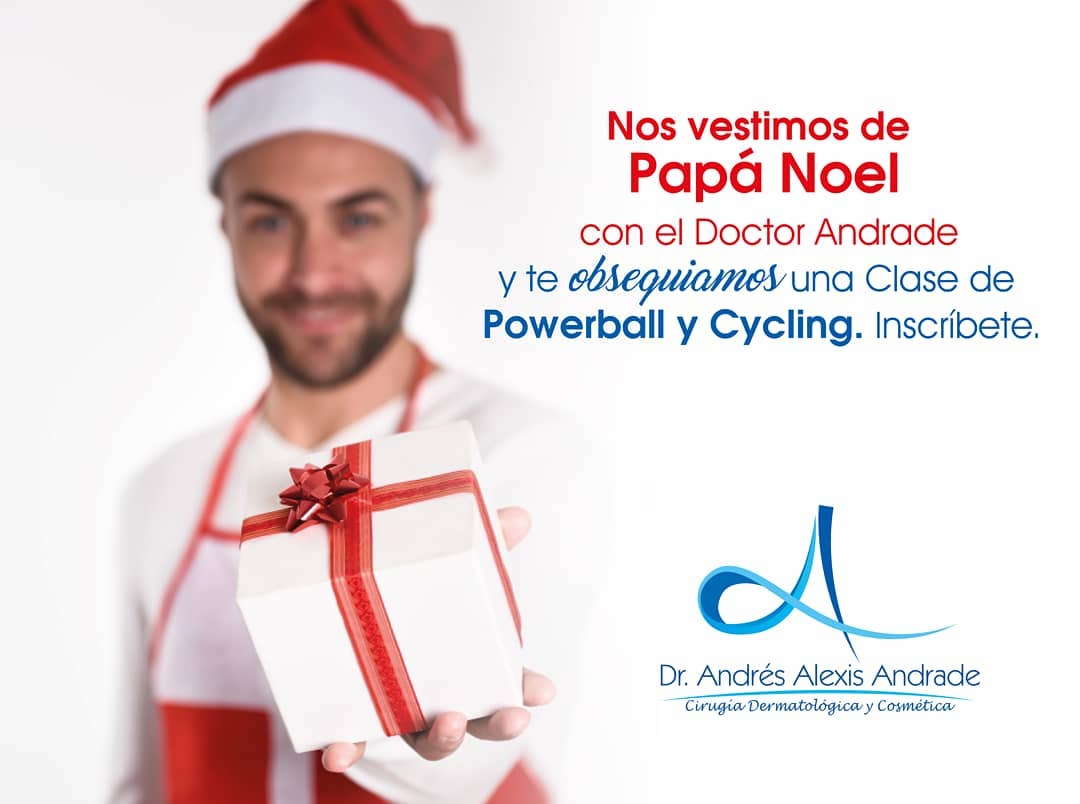 Nos vestimos de
Papá Noel
con el Doctor Andrade
y te obsequiamos una Clase de
Powerball y Cycling. Inscríbete.
Dr. Andrés Alexis Andrade
Cirugía Dermatológica y Cosmética